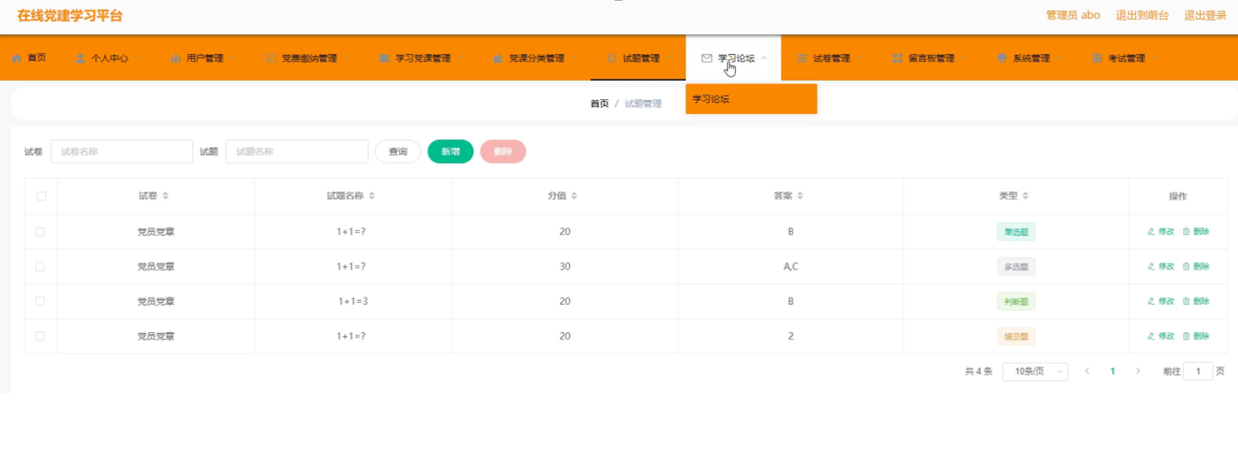 在线党建学习平台 管理员 abo 退出到前台 退出登录
首页 个人中心 用户管理 党费缴纳管理 学习党课管理 党课分类管理 试题管理 学习论坛 试卷管理 留言板管理 系统管理 考试管理
首页 / 试题管理 学习论坛
试卷 试卷名称 试题 试题名称 查询 新增 删除
试卷 试题名称 分值 答案 类型 操作
党员党章 1+1=? 20 B 单选题 修改 删除
党员党章 1+1=? 30 A,C 多选题 修改 删除
党员党章 1+1=3 20 B 判断题 修改 删除
党员党章 1+1=? 20 2 填空题 修改 删除
共 4 条 10条/页 1 前往 1 页